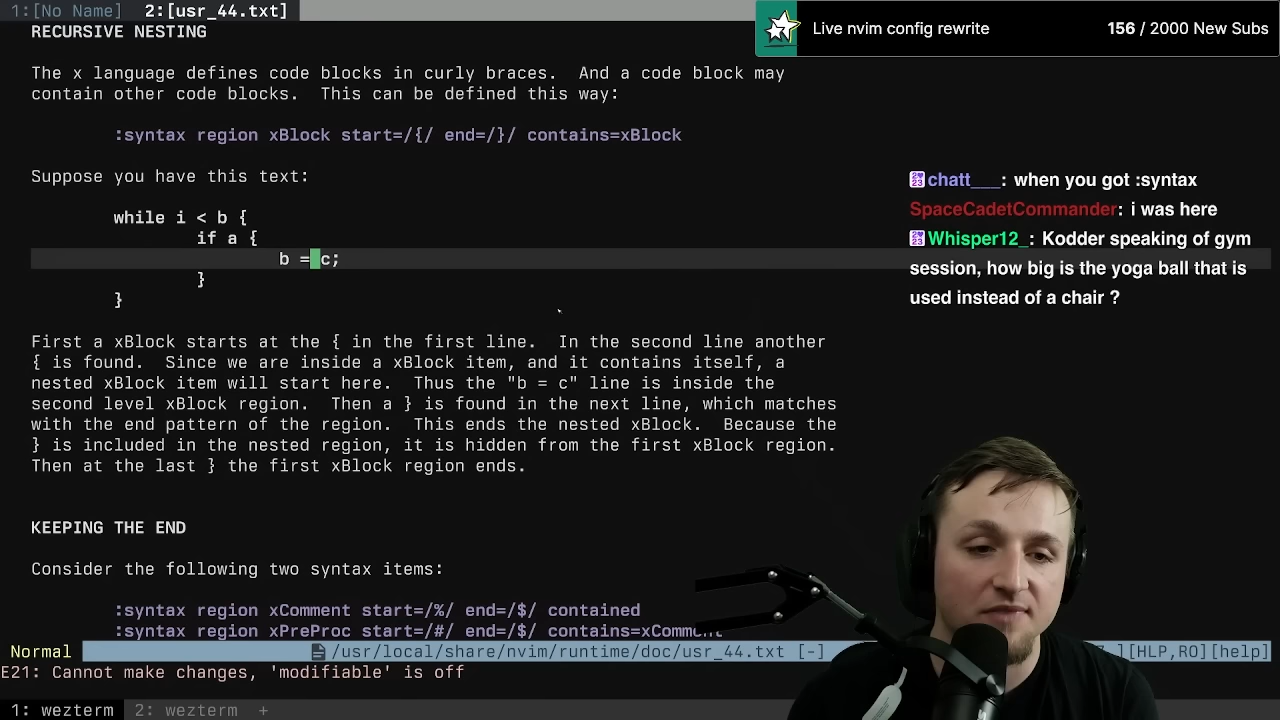 1:[No Name]  2:[usr_44.txt]
RECURSIVE NESTING
The x language defines code blocks in curly braces.  And a code block may
contain other code blocks.  This can be defined this way:
:syntax region xBlock start=/{/ end=/}/ contains=xBlock
Suppose you have this text:
while i < b {
if a {
b = c;
}
}
First a xBlock starts at the { in the first line.  In the second line another
{ is found.  Since we are inside a xBlock item, and it contains itself, a
nested xBlock item will start here.  Thus the "b = c" line is inside the
second level xBlock region.  Then a } is found in the next line, which matches
with the end pattern of the region.  This ends the nested xBlock.  Because the
} is included in the nested region, it is hidden from the first xBlock region.
Then at the last } the first xBlock region ends.
KEEPING THE END
Consider the following two syntax items:
:syntax region xComment start=/%/ end=/$/ contained
:syntax region xPreProc start=/#/ end=/$/ contains=xComment
Normal /usr/local/share/nvim/runtime/doc/usr_44.txt [-] ][HLP,RO][help]
E21: Cannot make changes, 'modifiable' is off
1: wezterm  2: wezterm  +
Live nvim config rewrite 156 / 2000 New Subs
chatt___: when you got :syntax
SpaceCadetCommander: i was here
Whisper12_: Kodder speaking of gym
session, how big is the yoga ball that is
used instead of a chair ?